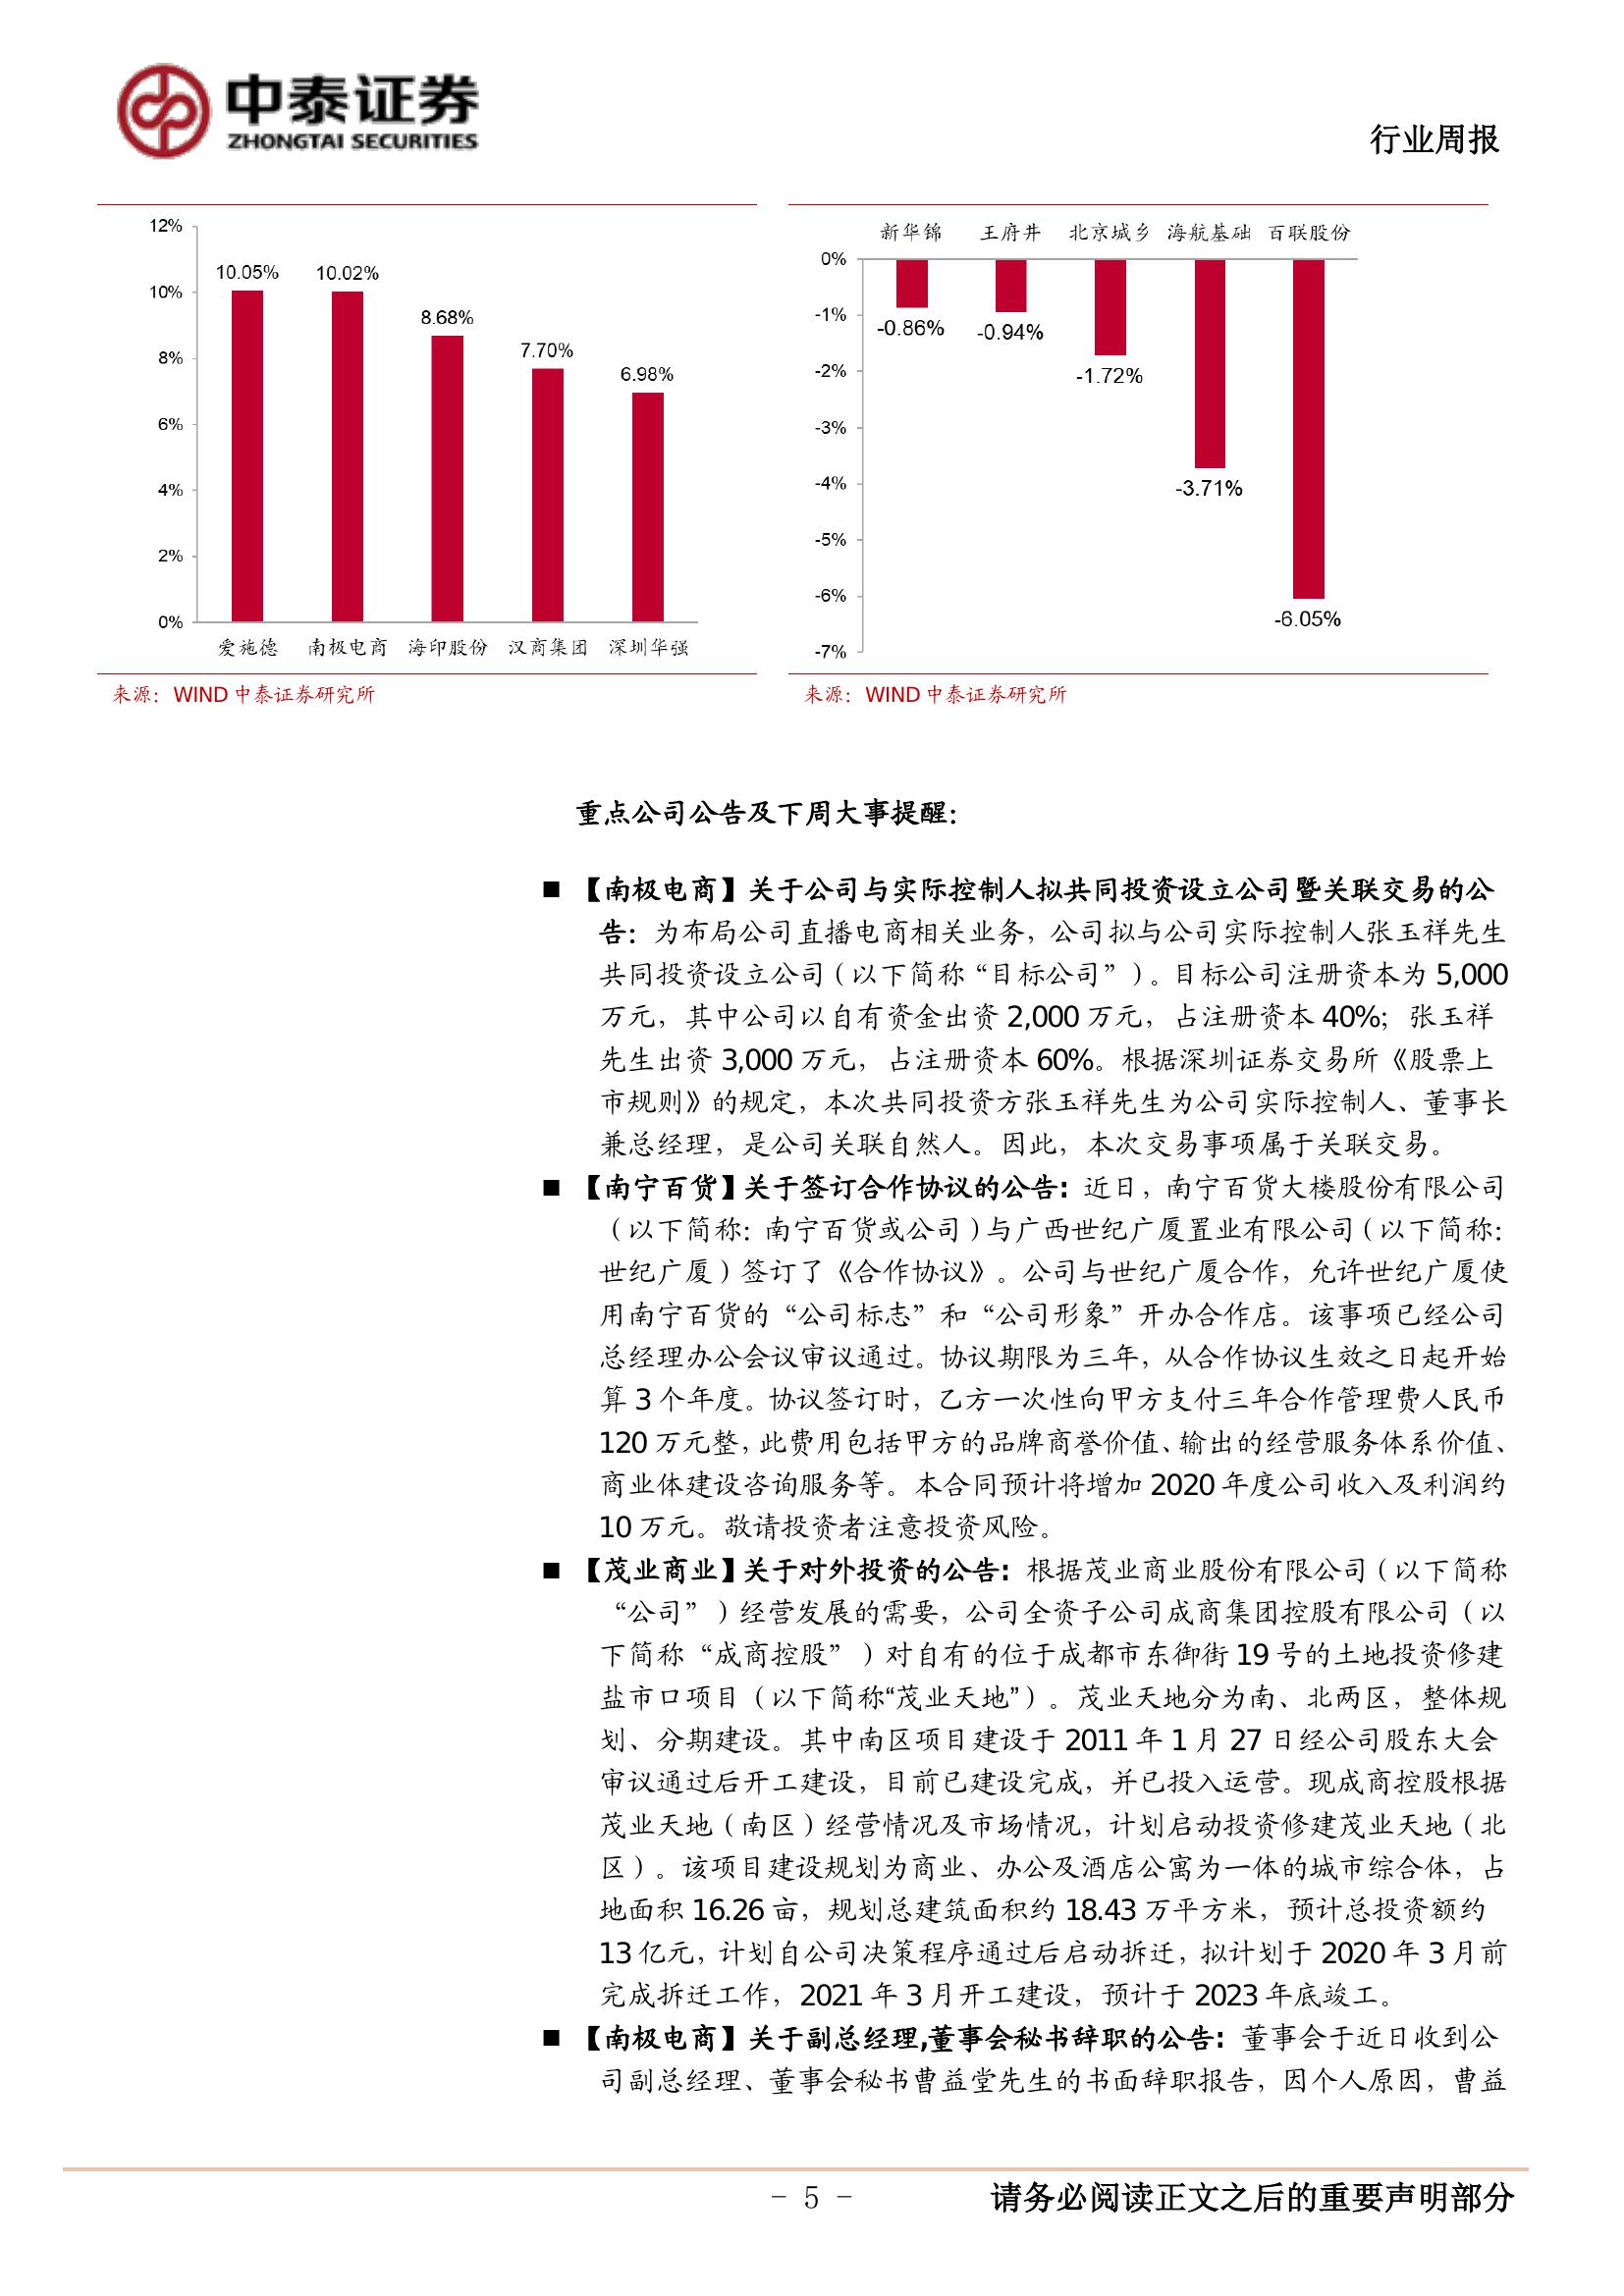 中泰证券
ZHONGTAI SECURITIES
行业周报
12%
10%
8%
6%
4%
2%
0%
10.05%
10.02%
8.68%
7.70%
6.98%
爱施德 南极电商 海印股份 汉商集团 深圳华强
来源：WIND 中泰证券研究所
新华锦 王府井 北京城乡 海航基础 百联股份
0%
-1%
-2%
-3%
-4%
-5%
-6%
-7%
-0.86%
-0.94%
-1.72%
-3.71%
-6.05%
来源：WIND 中泰证券研究所
重点公司公告及下周大事提醒：
■ 【南极电商】关于公司与实际控制人拟共同投资设立公司暨关联交易的公
告：为布局公司直播电商相关业务，公司拟与公司实际控制人张玉祥先生
共同投资设立公司（以下简称“目标公司”）。目标公司注册资本为 5,000
万元，其中公司以自有资金出资 2,000 万元，占注册资本 40%；张玉祥
先生出资 3,000 万元，占注册资本 60%。根据深圳证券交易所《股票上
市规则》的规定，本次共同投资方张玉祥先生为公司实际控制人、董事长
兼总经理，是公司关联自然人。因此，本次交易事项属于关联交易。
■ 【南宁百货】关于签订合作协议的公告：近日，南宁百货大楼股份有限公司
（以下简称：南宁百货或公司）与广西世纪广厦置业有限公司（以下简称：
世纪广厦）签订了《合作协议》。公司与世纪广厦合作，允许世纪广厦使
用南宁百货的“公司标志”和“公司形象”开办合作店。该事项已经公司
总经理办公会议审议通过。协议期限为三年，从合作协议生效之日起开始
算 3 个年度。协议签订时，乙方一次性向甲方支付三年合作管理费人民币
120 万元整，此费用包括甲方的品牌商誉价值、输出的经营服务体系价值、
商业体建设咨询服务等。本合同预计将增加 2020 年度公司收入及利润约
10 万元。敬请投资者注意投资风险。
■ 【茂业商业】关于对外投资的公告：根据茂业商业股份有限公司（以下简称
“公司”）经营发展的需要，公司全资子公司成商集团控股有限公司（以
下简称“成商控股”）对自有的位于成都市东御街 19 号的土地投资修建
盐市口项目（以下简称“茂业天地”）。茂业天地分为南、北两区，整体规
划、分期建设。其中南区项目建设于 2011 年 1 月 27 日经公司股东大会
审议通过后开工建设，目前已建设完成，并已投入运营。现成商控股根据
茂业天地（南区）经营情况及市场情况，计划启动投资修建茂业天地（北
区）。该项目建设规划为商业、办公及酒店公寓为一体的城市综合体，占
地面积 16.26 亩，规划总建筑面积约 18.43 万平方米，预计总投资额约
13 亿元，计划自公司决策程序通过后启动拆迁，拟计划于 2020 年 3 月前
完成拆迁工作，2021 年 3 月开工建设，预计于 2023 年底竣工。
■ 【南极电商】关于副总经理,董事会秘书辞职的公告：董事会于近日收到公
司副总经理、董事会秘书曹益堂先生的书面辞职报告，因个人原因，曹益
- 5 -
请务必阅读正文之后的重要声明部分